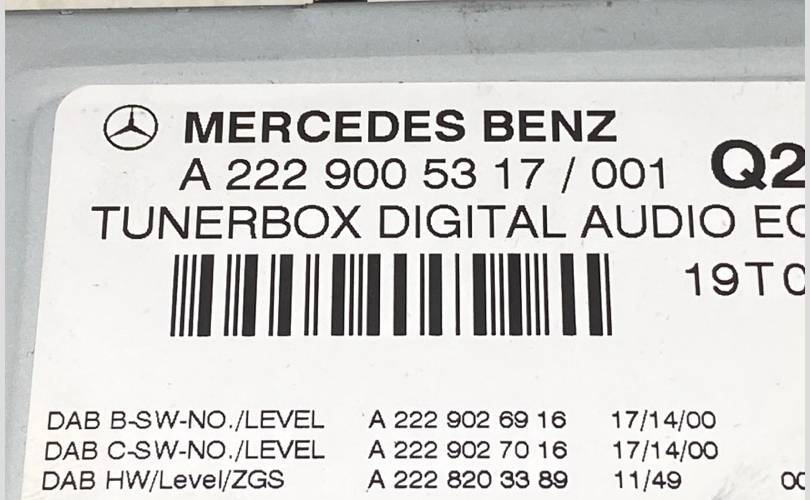 MERCEDES BENZ
A 222 900 53 17 / 001 Q2
TUNERBOX DIGITAL AUDIO
19T
DAB B-SW-NO./LEVEL A 222 902 69 16 17/14/00
DAB C-SW-NO./LEVEL A 222 902 70 16 17/14/00
DAB HW/Level/ZGS A 222 820 33 89 11/49